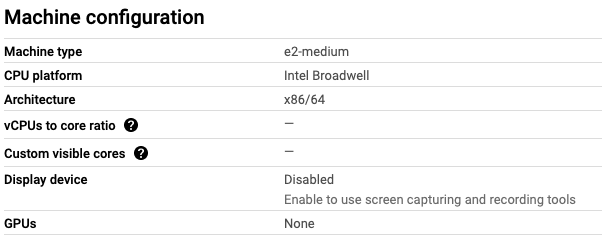 Machine configuration
Machine type e2-medium
CPU platform Intel Broadwell
Architecture x86/64
vCPUs to core ratio ? —
Custom visible cores ? —
Display device Disabled
Enable to use screen capturing and recording tools
GPUs None